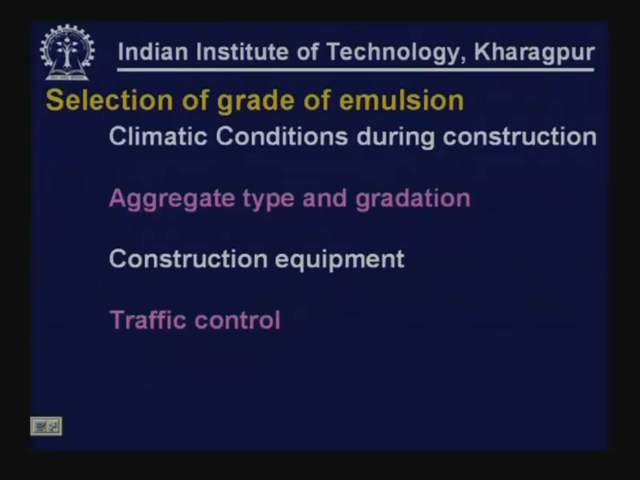 Indian Institute of Technology, Kharagpur
Selection of grade of emulsion
Climatic Conditions during construction
Aggregate type and gradation
Construction equipment
Traffic control